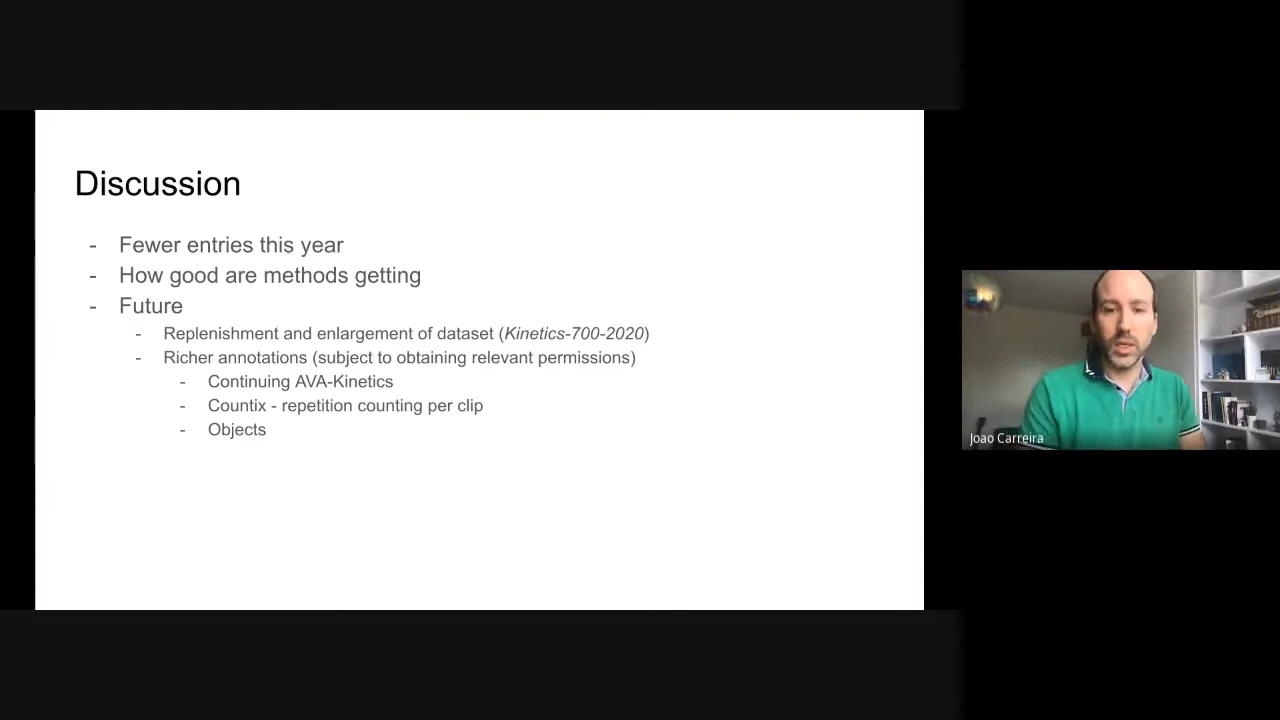 Discussion
- Fewer entries this year
- How good are methods getting
- Future
- Replenishment and enlargement of dataset (Kinetics-700-2020)
- Richer annotations (subject to obtaining relevant permissions)
- Continuing AVA-Kinetics
- Countix - repetition counting per clip
- Objects
Joao Carreira